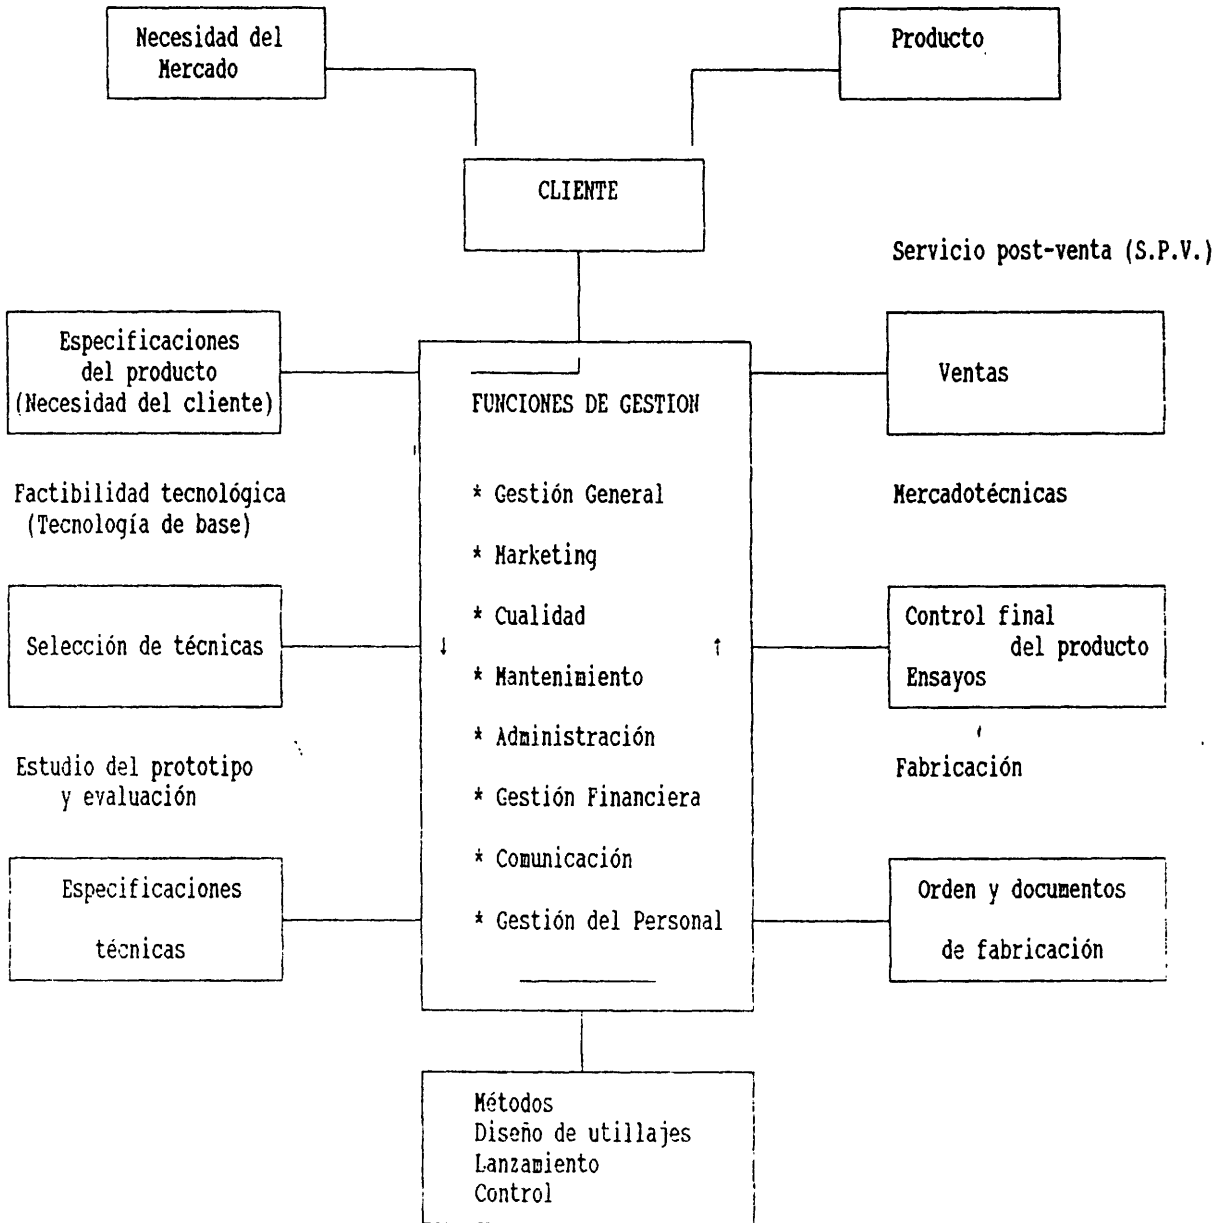 Necesidad del
Mercado
Producto
CLIENTE
Servicio post-venta (S.P.V.)
Especificaciones
del producto
(Necesidad del cliente)
Ventas
FUNCIONES DE GESTION
Factibilidad tecnológica
(Tecnología de base)
* Gestión General
Mercadotécnicas
* Marketing
* Cualidad
Selección de técnicas
↓
↑
Control final
del producto
Ensayos
* Mantenimiento
* Administración
Estudio del prototipo
y evaluación
Fabricación
* Gestión Financiera
* Comunicación
Especificaciones
técnicas
* Gestión del Personal
Orden y documentos
de fabricación
Métodos
Diseño de utillajes
Lanzamiento
Control